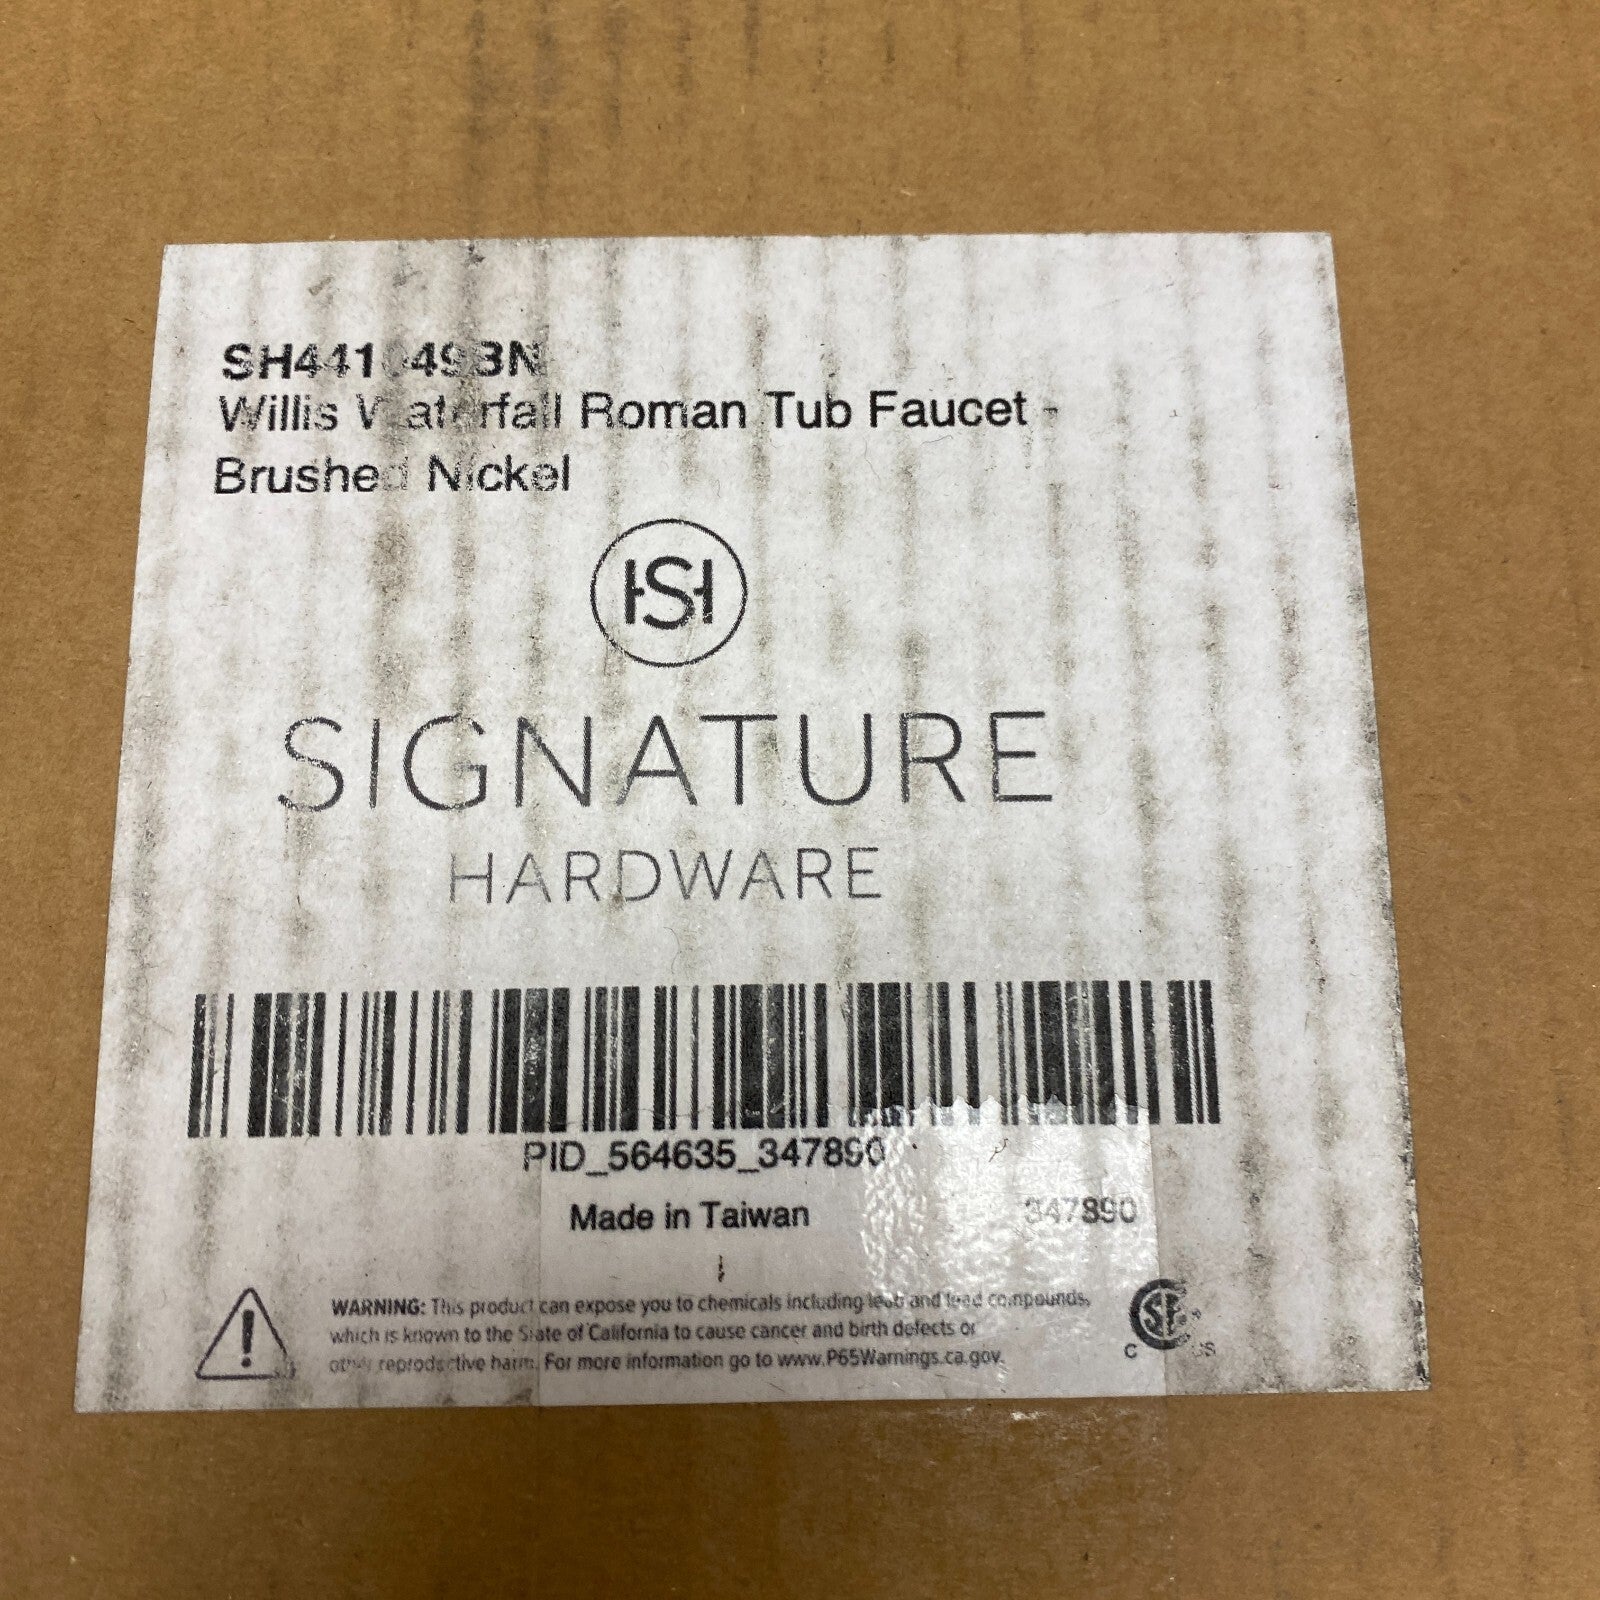 SH441049BN
Willis Waterfall Roman Tub Faucet -
Brushed Nickel
SH
SIGNATURE
HARDWARE
PID_564635_347890
Made in Taiwan
347890
WARNING: This product can expose you to chemicals including lead and lead compounds,
which is known to the State of California to cause cancer and birth defects or
other reproductive harm. For more information go to www.P65Warnings.ca.gov.
C US